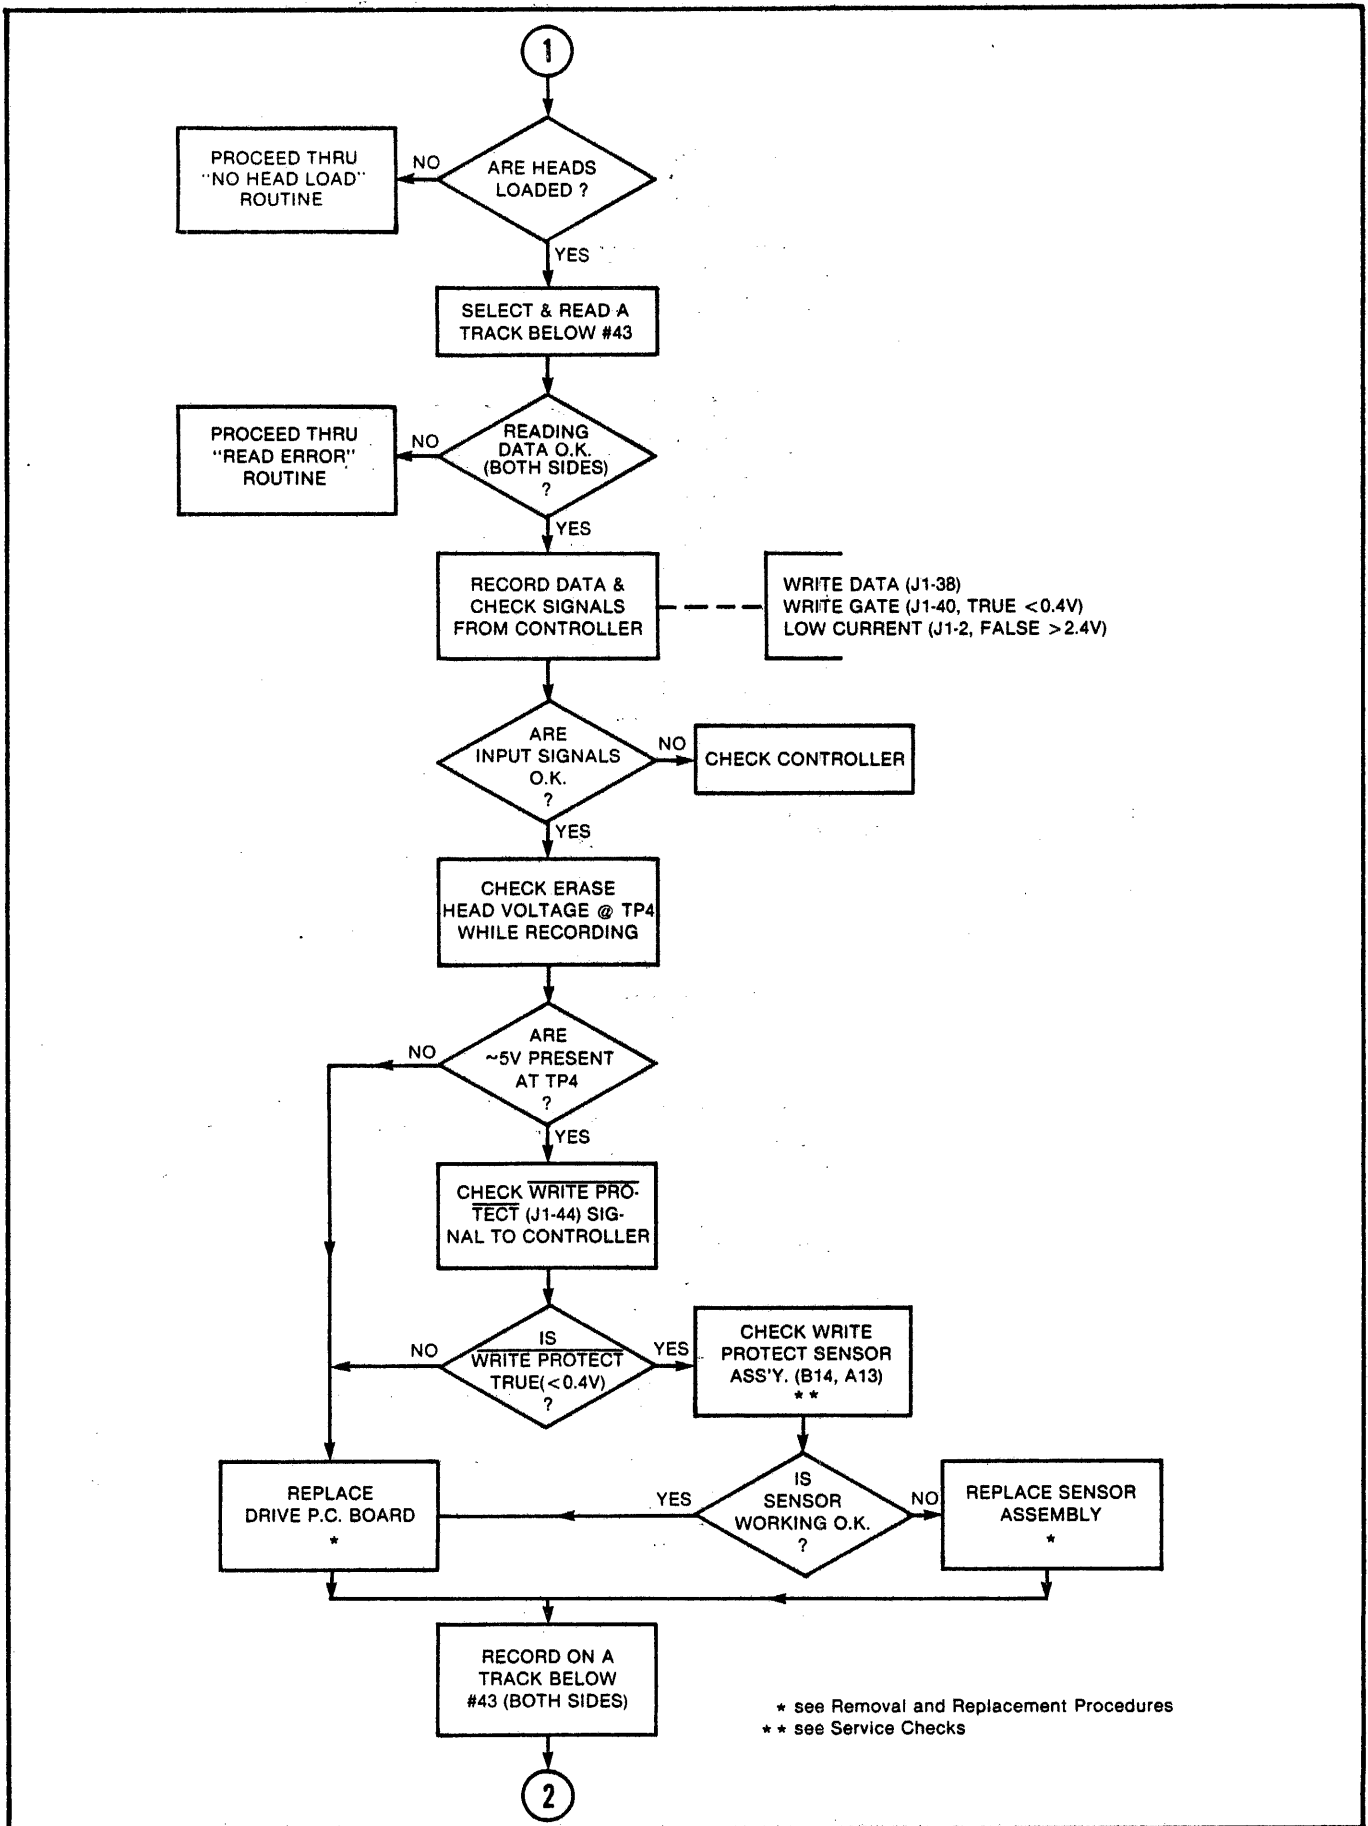 1
ARE HEADS
LOADED ?
NO
PROCEED THRU
"NO HEAD LOAD"
ROUTINE
YES
SELECT & READ A
TRACK BELOW #43
READING
DATA O.K.
(BOTH SIDES)
?
NO
PROCEED THRU
"READ ERROR"
ROUTINE
YES
RECORD DATA &
CHECK SIGNALS
FROM CONTROLLER
WRITE DATA (J1-38)
WRITE GATE (J1-40, TRUE <0.4V)
LOW CURRENT (J1-2, FALSE >2.4V)
ARE
INPUT SIGNALS
O.K.
?
NO
CHECK CONTROLLER
YES
CHECK ERASE
HEAD VOLTAGE @ TP4
WHILE RECORDING
ARE
~5V PRESENT
AT TP4
?
NO
YES
CHECK WRITE PRO-
TECT (J1-44) SIG-
NAL TO CONTROLLER
IS
WRITE PROTECT
TRUE(<0.4V)
?
NO
YES
CHECK WRITE
PROTECT SENSOR
ASS'Y. (B14, A13)
* *
IS
SENSOR
WORKING O.K.
?
YES
NO
REPLACE
DRIVE P.C. BOARD
*
REPLACE SENSOR
ASSEMBLY
*
RECORD ON A
TRACK BELOW
#43 (BOTH SIDES)
* see Removal and Replacement Procedures
* * see Service Checks
2